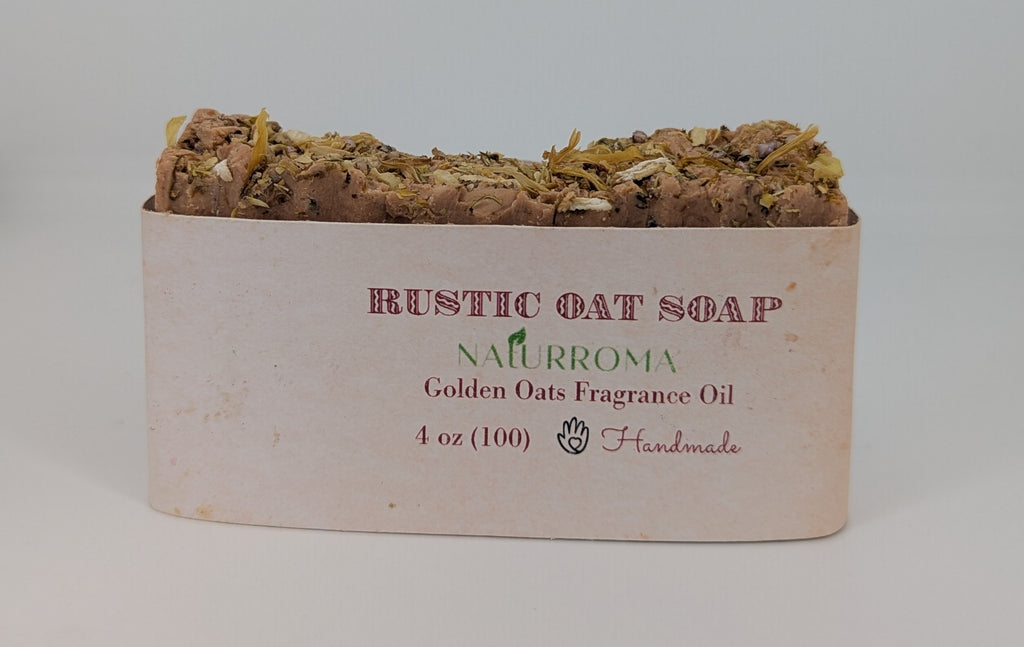 RUSTIC OAT SOAP
NATURROMA
Golden Oats Fragrance Oil
4 oz (100) Handmade